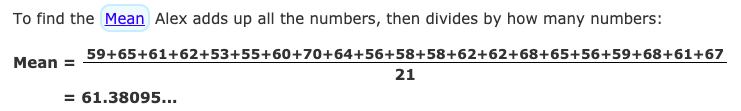 To find the Mean Alex adds up all the numbers, then divides by how many numbers:
59+65+61+62+53+55+60+70+64+56+58+58+62+62+68+65+56+59+68+61+67
Mean =
21
= 61.38095...